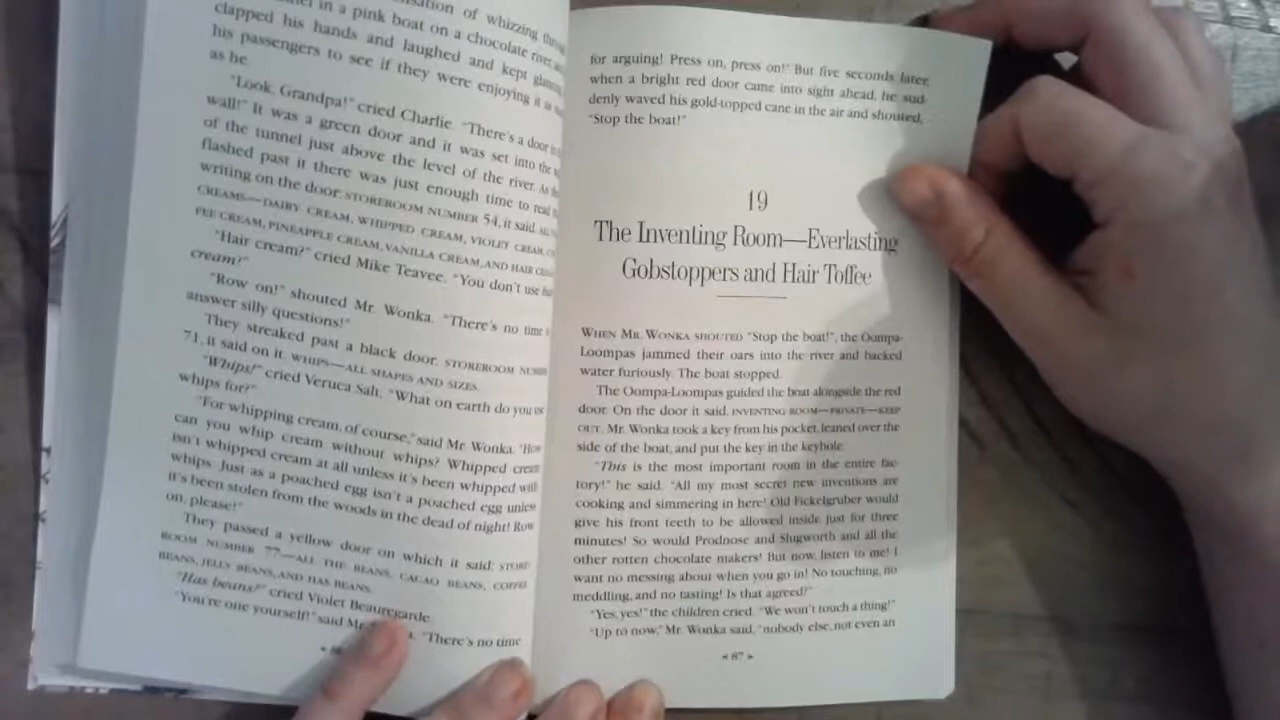 sation of whizzing
in a pink boat on a chocolate river,
clapped his hands and laughed and kept
his passengers to see if they were enjoying it as
as he.
"Look, Grandpa!" cried Charlie. "There's a door
wall!" It was a green door and it was set into the
of the tunnel just above the level of the river. As
flashed past it there was just enough time to read
writing on the door: STOREROOM NUMBER 54, it said.
CREAMS—DAIRY CREAM, WHIPPED CREAM, VIOLET CREAM,
FEE CREAM, PINEAPPLE CREAM, VANILLA CREAM, AND HAIR
"Hair cream?" cried Mike Teavee. "You don't use
cream?"
"Row on!" shouted Mr. Wonka. "There's no time
answer silly questions!"
They streaked past a black door. STOREROOM
71, it said on it. WHIPS—ALL SHAPES AND SIZES.
"Whips!" cried Veruca Salt. "What on earth do you use
whips for?"
"For whipping cream, of course," said Mr. Wonka. "How
can you whip cream without whips? Whipped cream
isn't whipped cream at all unless it's been whipped
whips. Just as a poached egg isn't a poached egg unless
it's been stolen from the woods in the dead of night! Row
on, please!"
They passed a yellow door on which it said: STORE-
ROOM NUMBER 77—ALL THE BEANS, CACAO BEANS, COFFEE
BEANS, JELLY BEANS, AND HAS BEANS.
"Has beans?" cried Violet Beauregarde.
"You're one yourself!" said "There's no time
for arguing! Press on, press on!" But five seconds later,
when a bright red door came into sight ahead, he sud-
denly waved his gold-topped cane in the air and shouted,
"Stop the boat!"
19
The Inventing Room—Everlasting
Gobstoppers and Hair Toffee
WHEN MR. WONKA SHOUTED "Stop the boat!", the Oompa-
Loompas jammed their oars into the river and backed
water furiously. The boat stopped.
The Oompa-Loompas guided the boat alongside the red
door. On the door it said, INVENTING ROOM—PRIVATE—KEEP
OUT. Mr. Wonka took a key from his pocket, leaned over the
side of the boat, and put the key in the keyhole.
"This is the most important room in the entire fac-
tory!" he said. "All my most secret new inventions are
cooking and simmering in here! Old Fickelgruber would
give his front teeth to be allowed inside just for three
minutes! So would Prodnose and Slugworth and all the
other rotten chocolate makers! But now, listen to me! I
want no messing about when you go in! No touching, no
meddling, and no tasting! Is that agreed?"
"Yes, yes!" the children cried. "We won't touch a thing!"
"Up to now," Mr. Wonka said, "nobody else, not even an
« 87 »